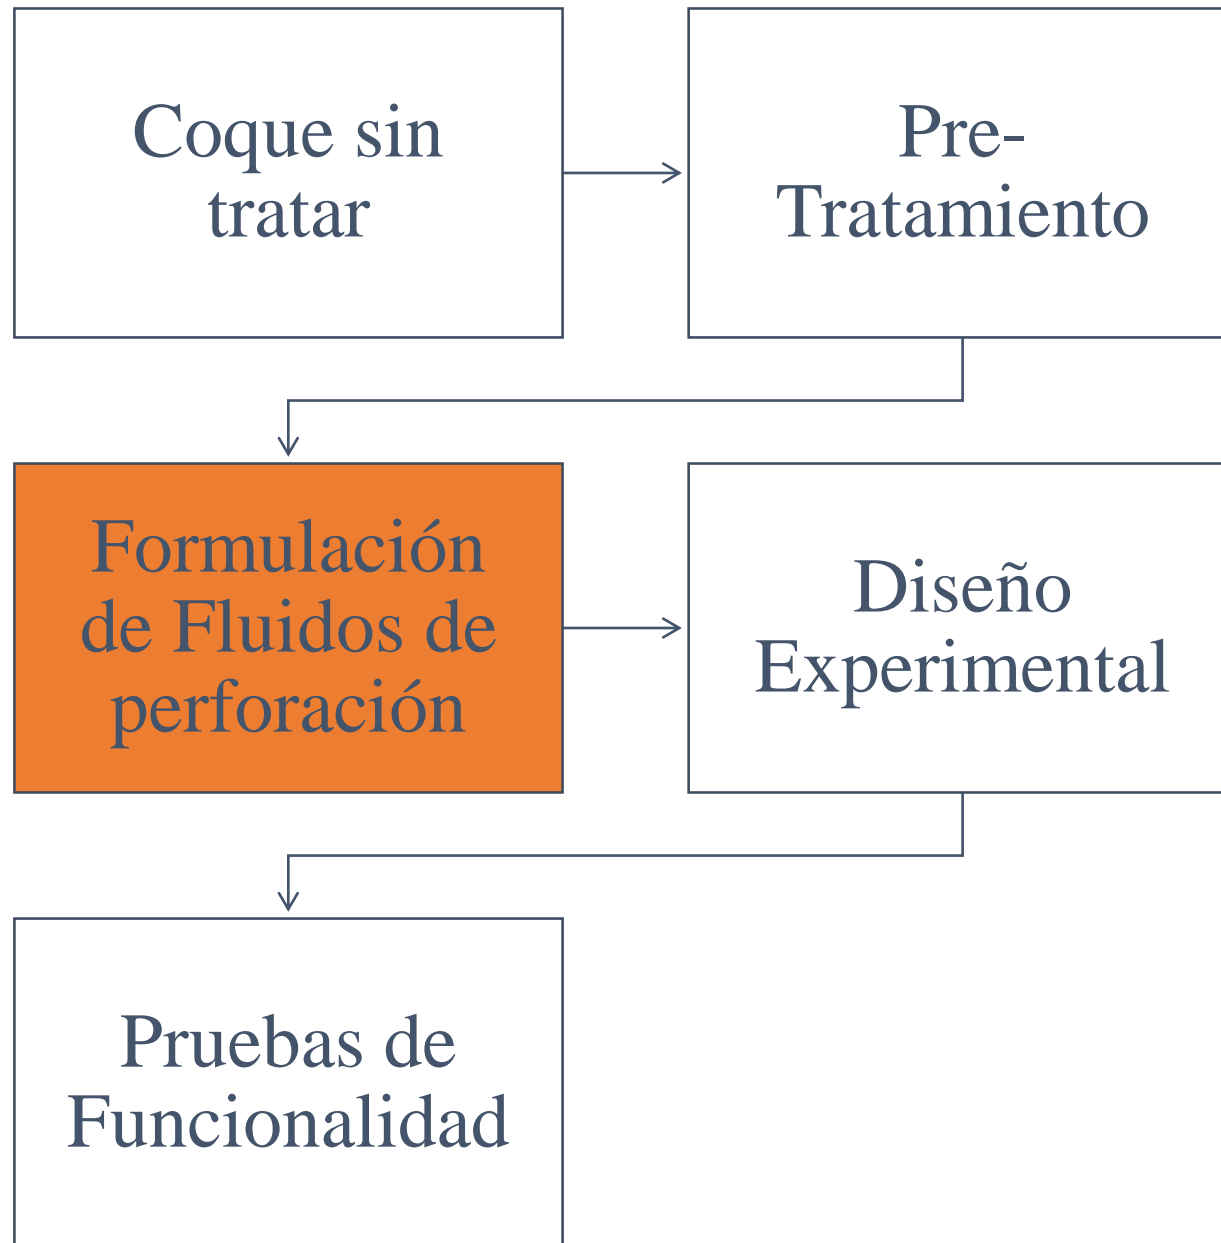 Coque sin
tratar
Pre-
Tratamiento
Formulación
de Fluidos de
perforación
Diseño
Experimental
Pruebas de
Funcionalidad